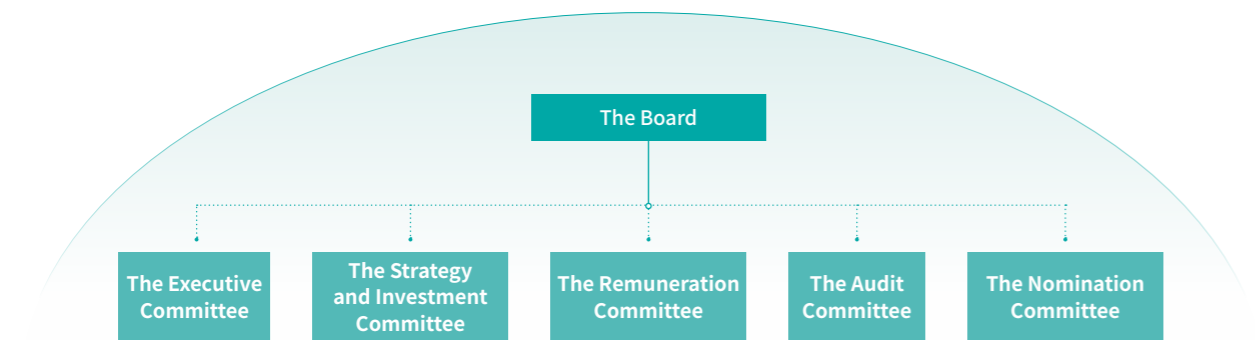 The Board
The Executive
Committee
The Strategy
and Investment
Committee
The Remuneration
Committee
The Audit
Committee
The Nomination
Committee